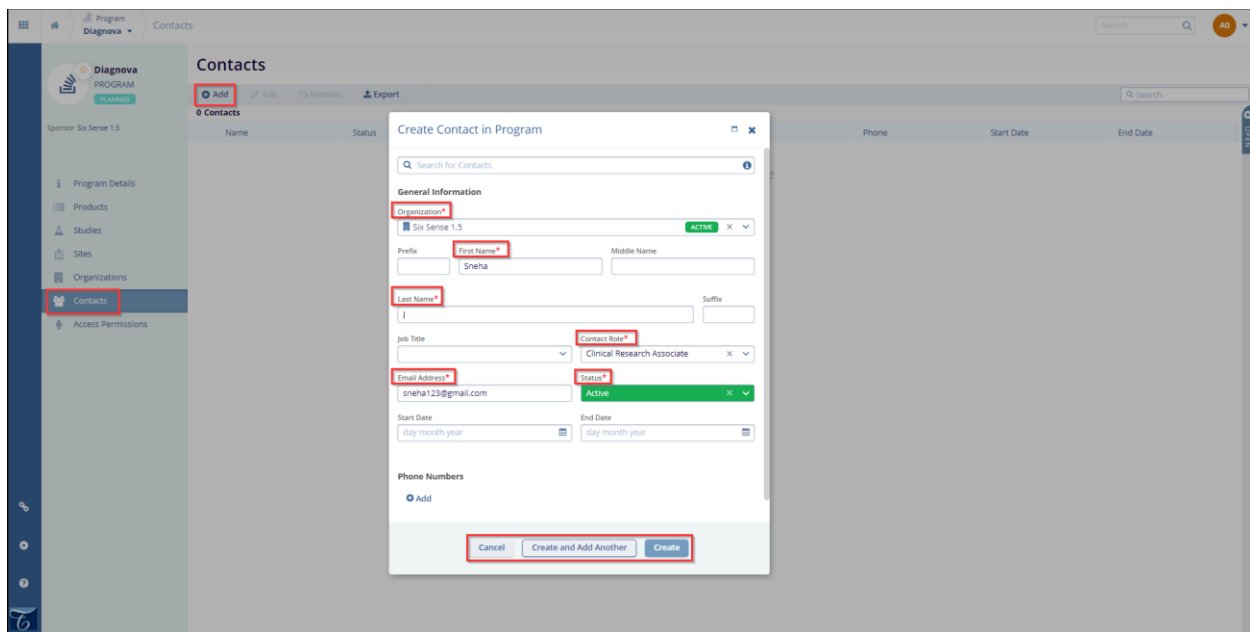 Program
Diagnova
Contacts
Search
AD
Diagnova
PROGRAM
PLANNED
Sponsor Six Sense 1.5
Program Details
Products
Studies
Sites
Organizations
Contacts
Access Permissions
Contacts
Add Edit Remove Export
Search
0 Contacts
Name Status Phone Start Date End Date
OPEN
Create Contact in Program
Search for Contacts
General Information
Organization*
Six Sense 1.5 ACTIVE
Prefix First Name* Middle Name
Sneha
Last Name* Suffix
J
Job Title Contact Role*
Clinical Research Associate
Email Address* Status*
sneha123@gmail.com Active
Start Date End Date
day month year day month year
Phone Numbers
Add
Cancel Create and Add Another Create